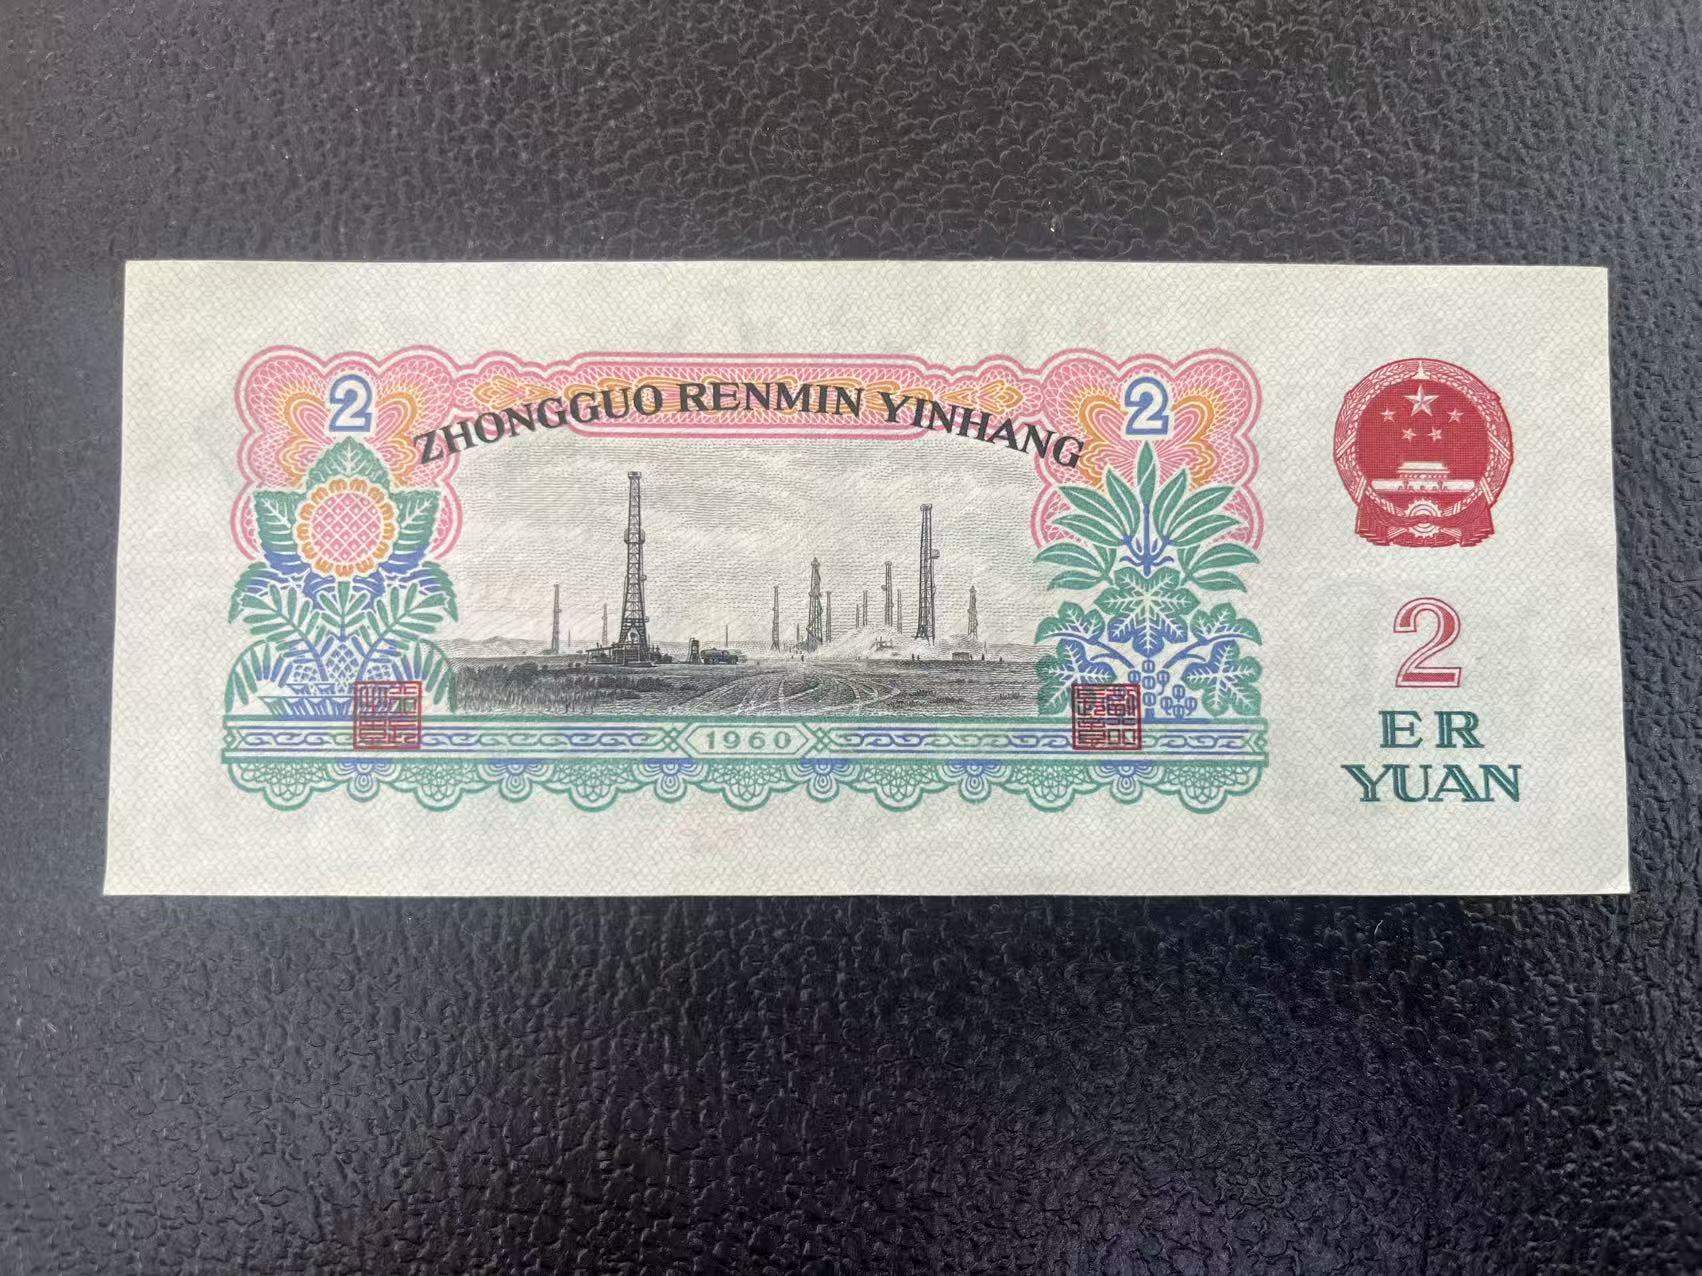 2
2
ZHONGGUO RENMIN YINHANG
1960
2
ER
YUAN